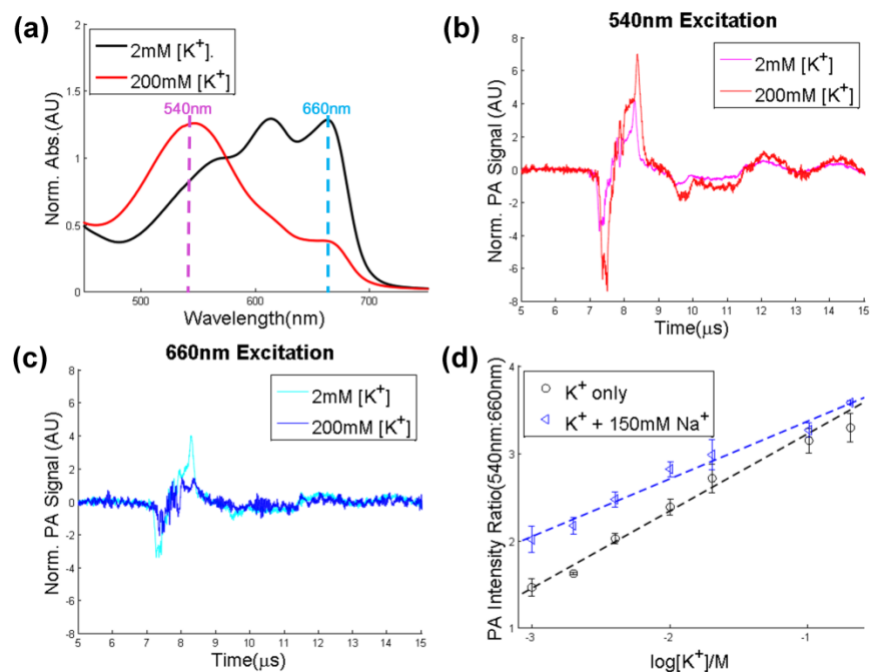 (a)
2
1.5
1
0.5
0
Norm. Abs.(AU)
2mM [K⁺].
200mM [K⁺]
540nm
660nm
500
600
700
Wavelength(nm)
(b)
540nm Excitation
8
6
4
2
0
-2
-4
-6
-8
Norm. PA Signal (AU)
2mM [K⁺]
200mM [K⁺]
5 6 7 8 9 10 11 12 13 14 15
Time(μs)
(c)
660nm Excitation
8
6
4
2
0
-2
-4
-6
-8
Norm. PA Signal (AU)
2mM [K⁺]
200mM [K⁺]
5 6 7 8 9 10 11 12 13 14 15
Time(μs)
(d)
4
3
2
1
PA Intensity Ratio(540nm:660nm)
K⁺ only
K⁺ + 150mM Na⁺
-3
-2
-1
log[K⁺]/M